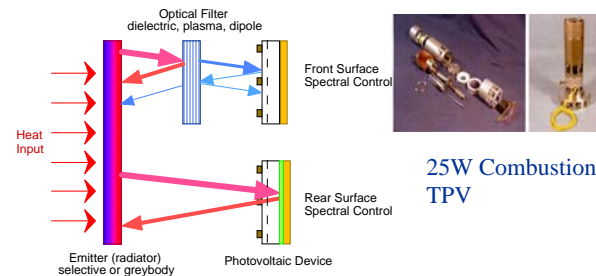 Optical Filter
dielectric, plasma, dipole
Front Surface
Spectral Control
Heat
Input
25W Combustion
TPV
Rear Surface
Spectral Control
Emitter (radiator)
selective or greybody
Photovoltaic Device